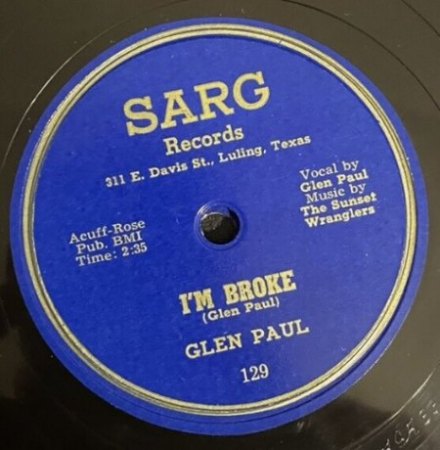 SARG
Records
311 E. Davis St., Luling, Texas
Acuff-Rose
Pub. BMI
Time: 2:35
Vocal by
Glen Paul
Music by
The Sunset
Wranglers
I'M BROKE
(Glen Paul)
GLEN PAUL
129